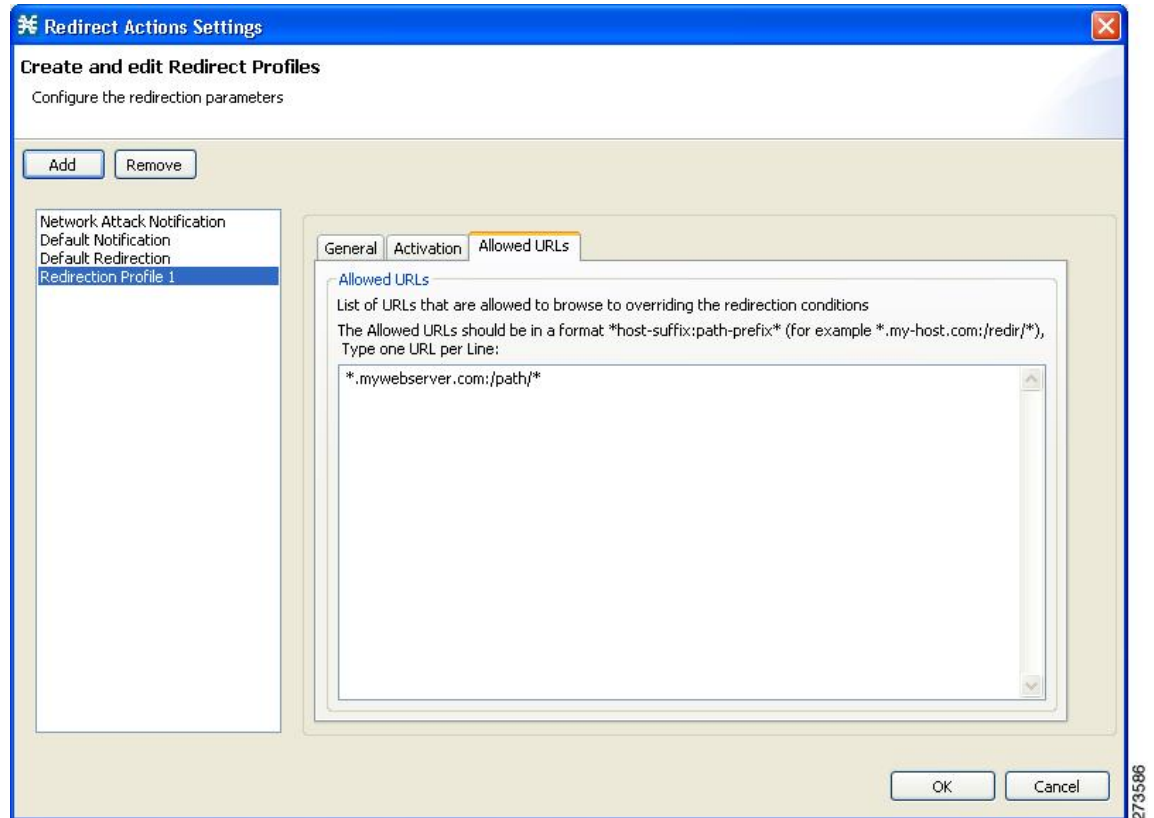 Redirect Actions Settings
Create and edit Redirect Profiles
Configure the redirection parameters
Add
Remove
Network Attack Notification
Default Notification
Default Redirection
Redirection Profile 1
General
Activation
Allowed URLs
Allowed URLs
List of URLs that are allowed to browse to overriding the redirection conditions
The Allowed URLs should be in a format *host-suffix:path-prefix* (for example *.my-host.com:/redir/*),
Type one URL per Line:
*.mywebserver.com:/path/*
OK
Cancel
273586